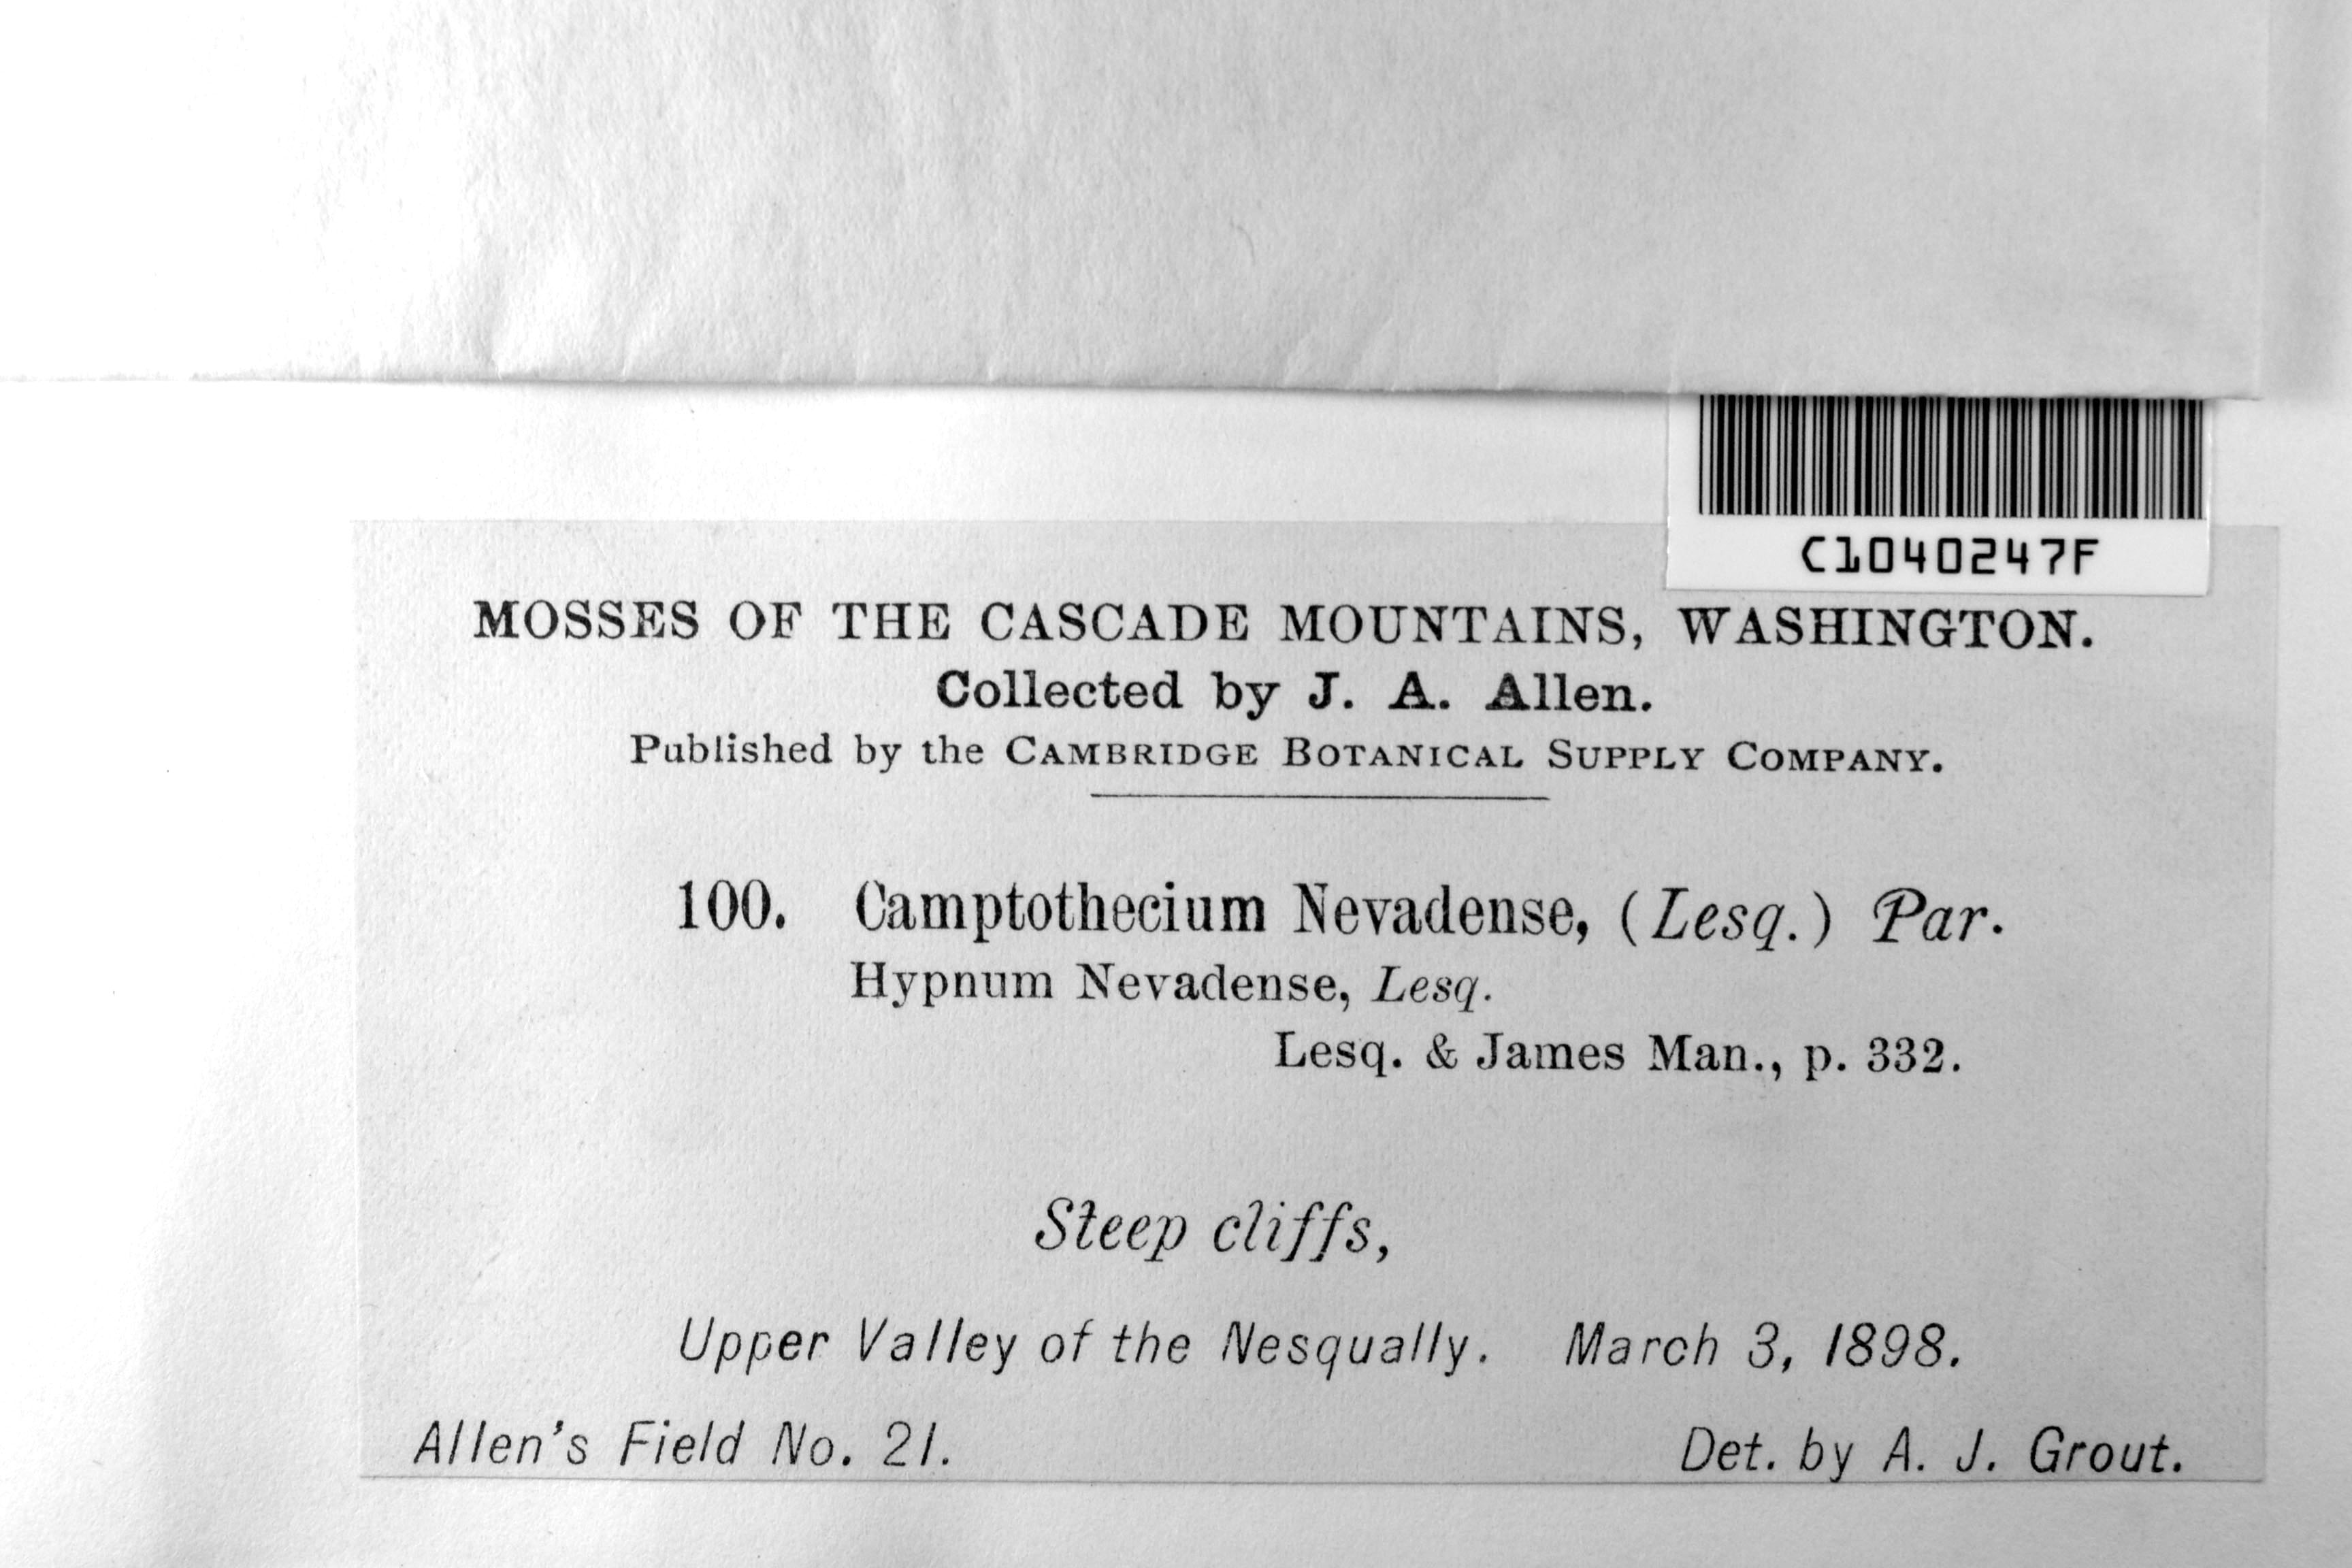 C1040247F
MOSSES OF THE CASCADE MOUNTAINS, WASHINGTON.
Collected by J. A. Allen.
Published by the CAMBRIDGE BOTANICAL SUPPLY COMPANY.
100. Camptothecium Nevadense, (Lesq.) Par.
Hypnum Nevadense, Lesq.
Lesq. & James Man., p. 332.
Steep cliffs,
Upper Valley of the Nesqually. March 3, 1898.
Allen's Field No. 21. Det. by A. J. Grout.